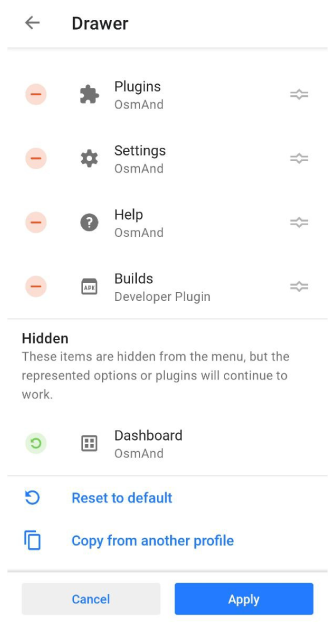 Drawer
Plugins
OsmAnd
Settings
OsmAnd
?
Help
OsmAnd
APK
Builds
Developer Plugin
Hidden
These items are hidden from the menu, but the
represented options or plugins will continue to
work.
Dashboard
OsmAnd
Reset to default
Copy from another profile
Cancel
Apply